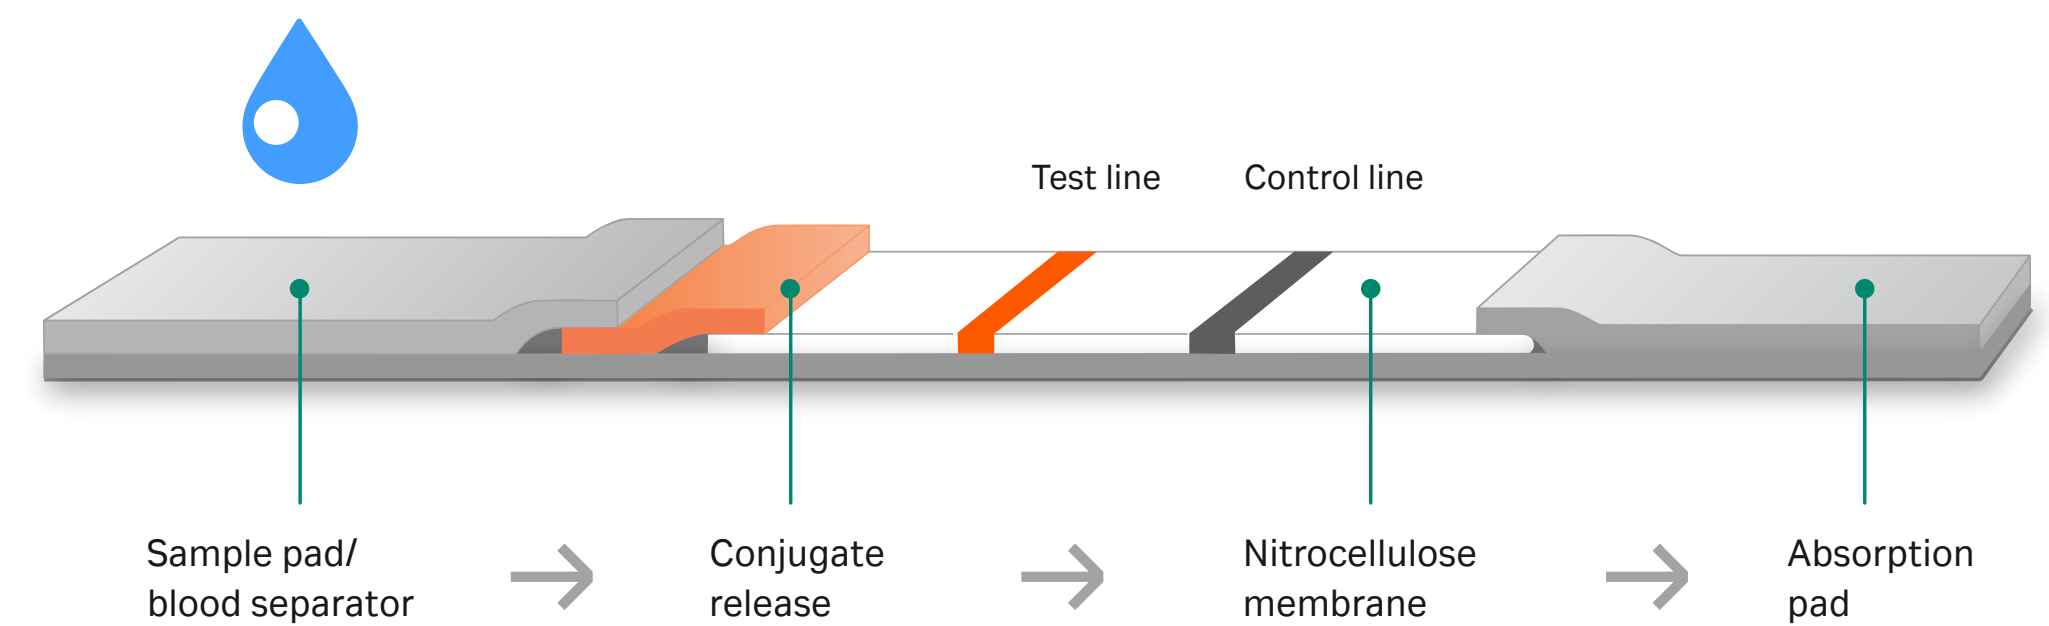 Test line
Control line
Sample pad/
blood separator
Conjugate
release
Nitrocellulose
membrane
Absorption
pad